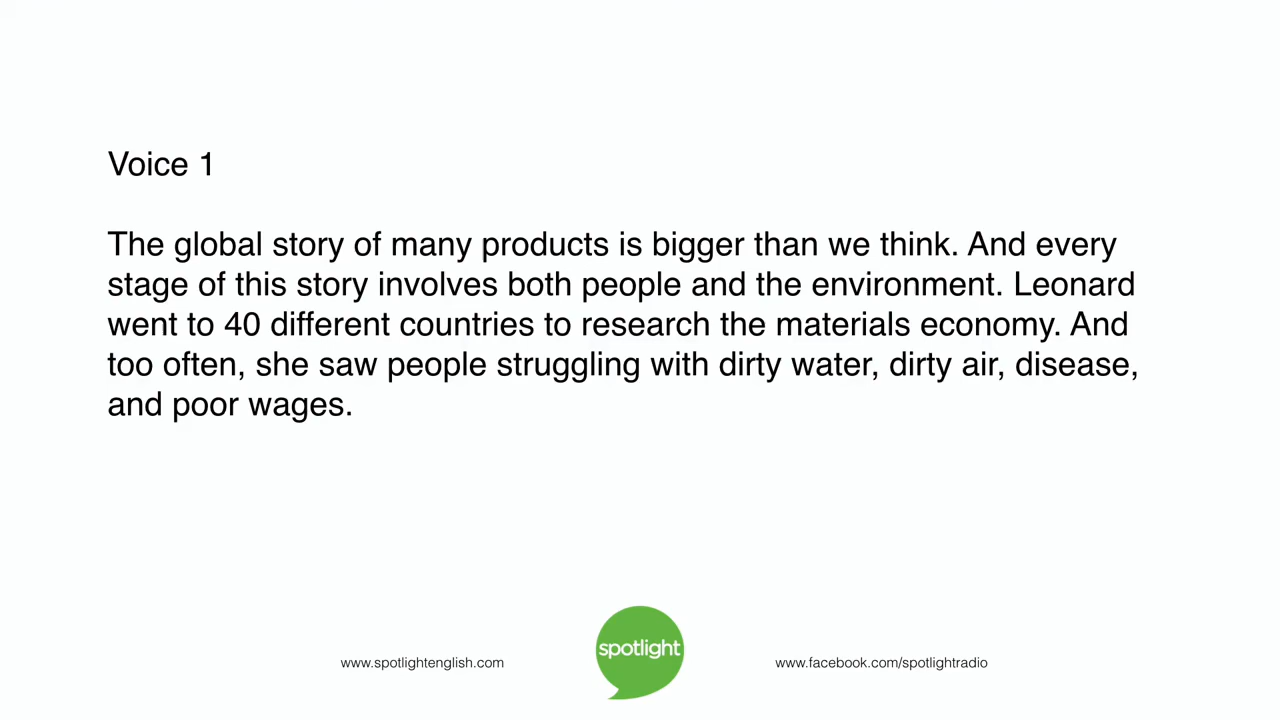 Voice 1
The global story of many products is bigger than we think. And every
stage of this story involves both people and the environment. Leonard
went to 40 different countries to research the materials economy. And
too often, she saw people struggling with dirty water, dirty air, disease,
and poor wages.
spotlight
www.spotlightenglish.com
www.facebook.com/spotlightradio